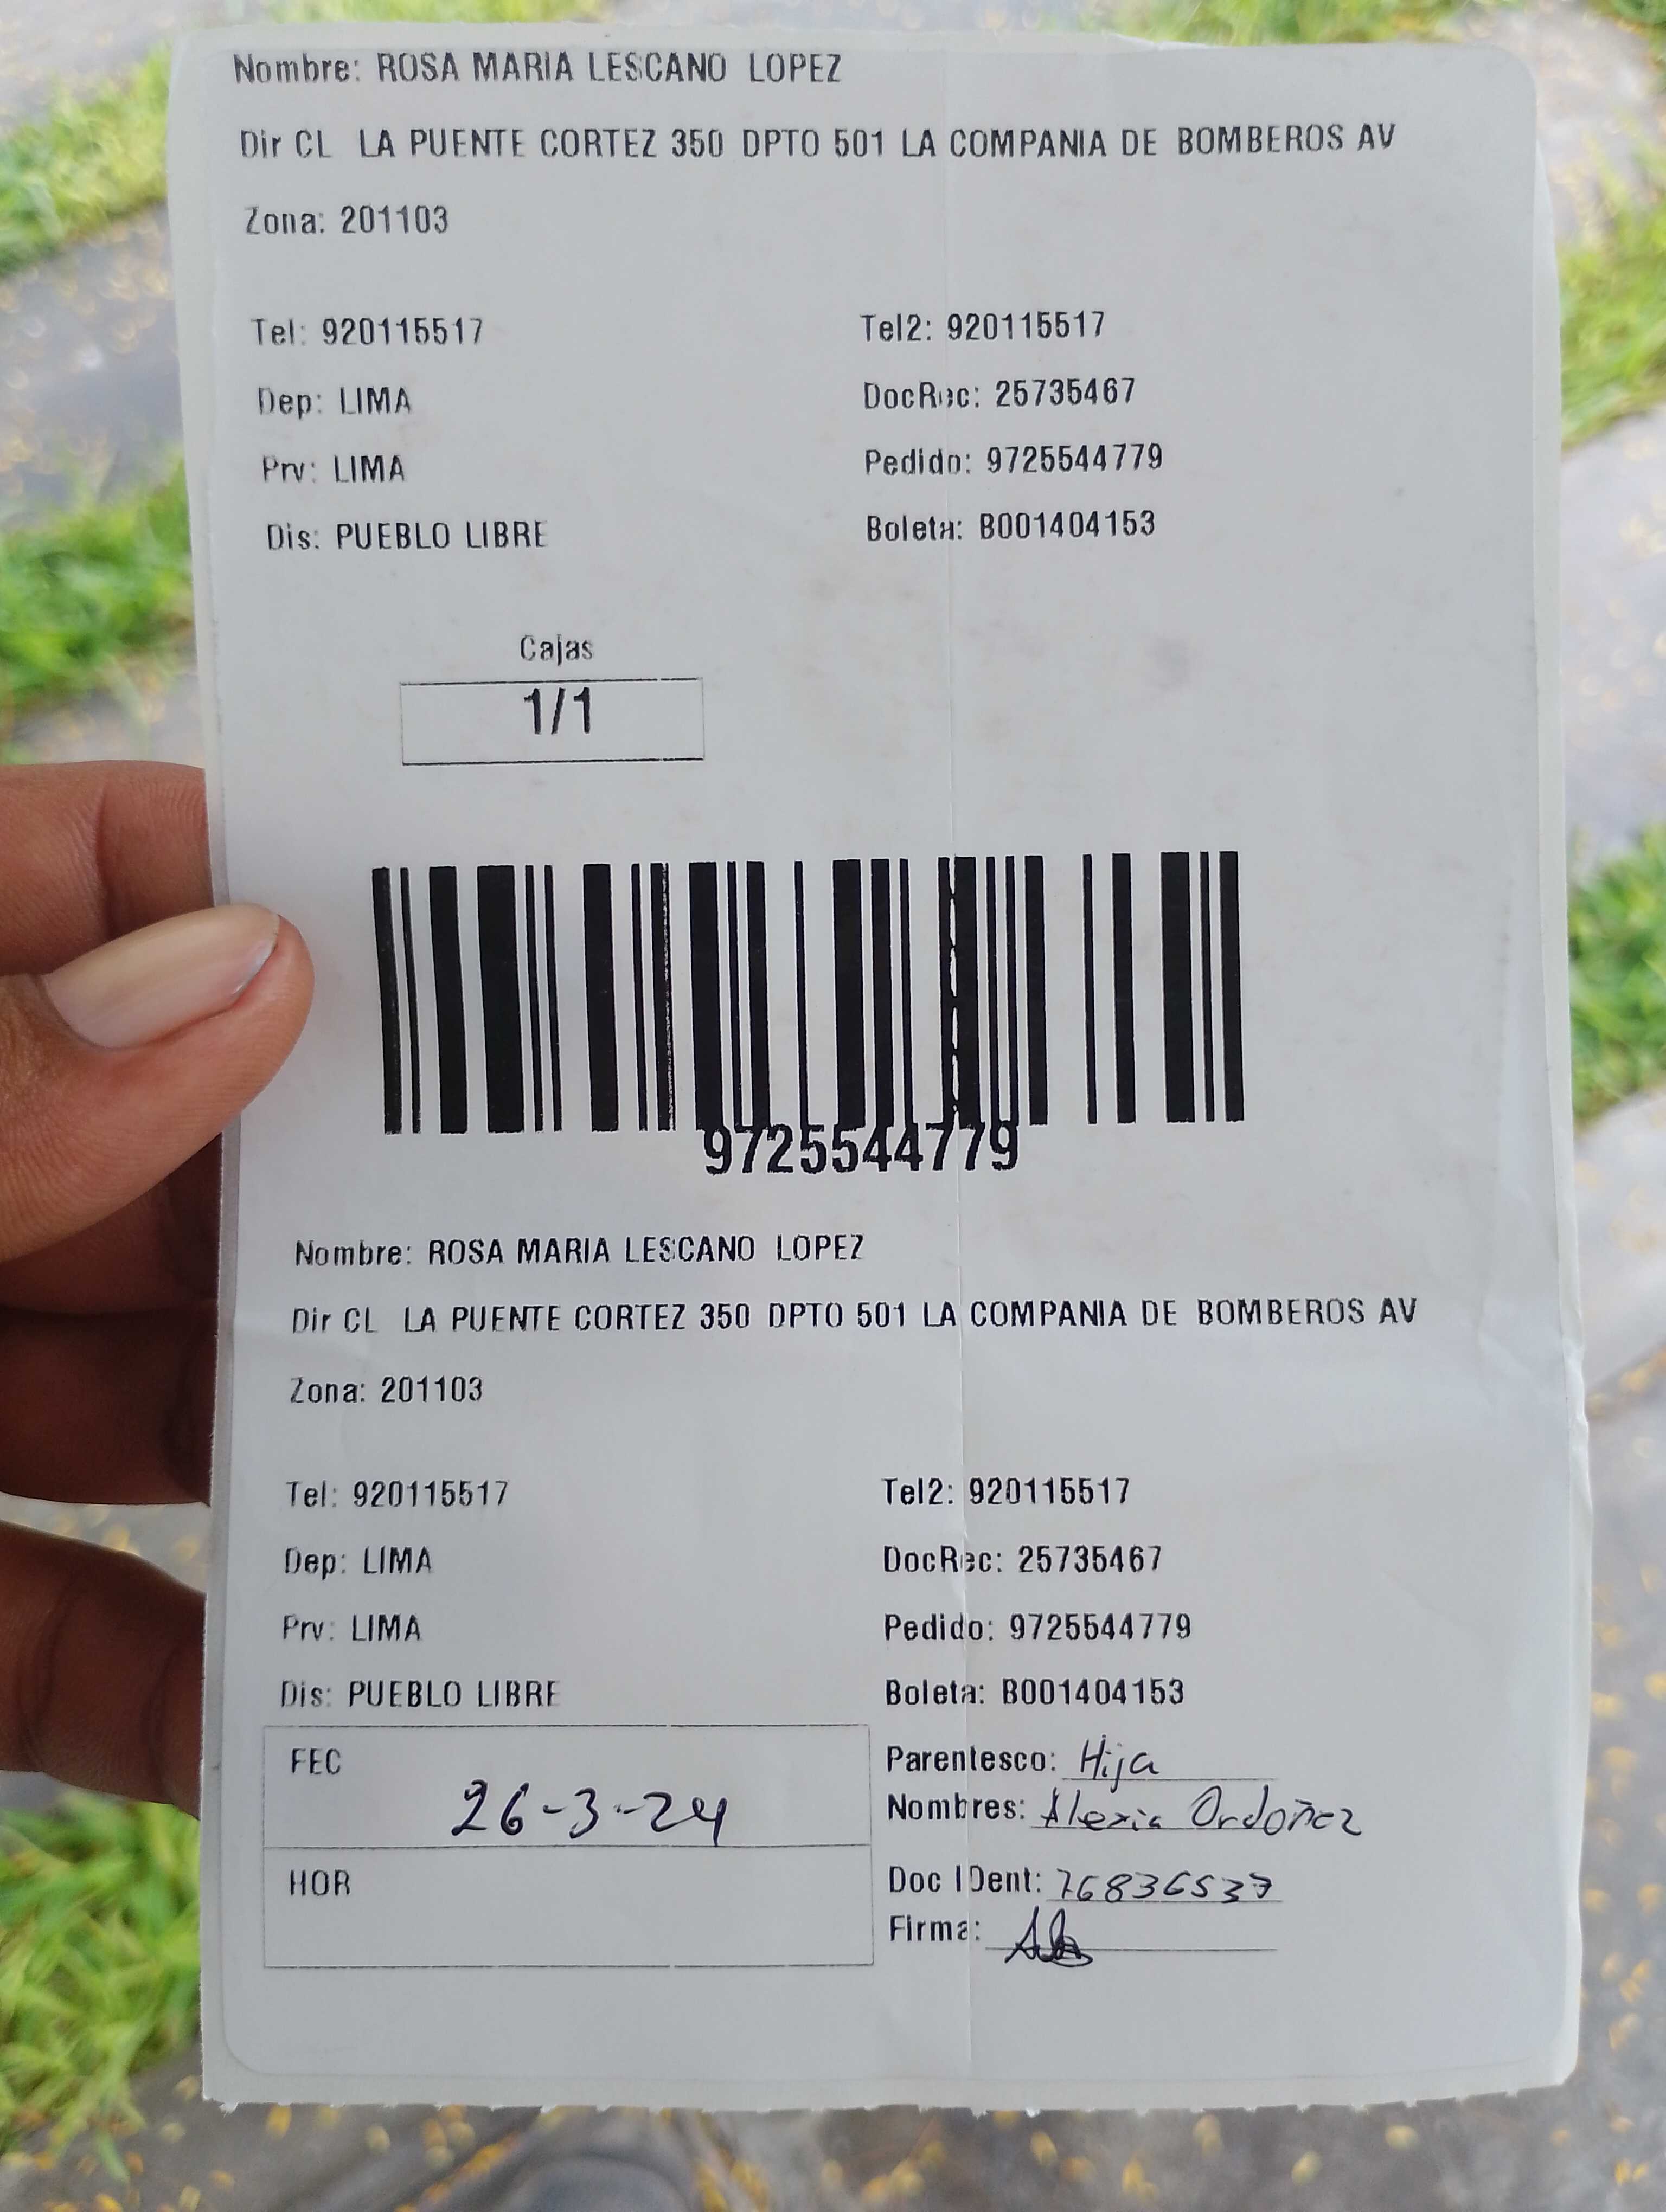 Nombre: ROSA MARIA LESCANO LOPEZ
Dir CL LA PUENTE CORTEZ 350 DPTO 501 LA COMPANIA DE BOMBEROS AV
Zona: 201103
Tel: 920115517 Tel2: 920115517
Dep: LIMA DocRec: 25735467
Prv: LIMA Pedido: 9725544779
Dis: PUEBLO LIBRE Boleta: B001404153
Cajas
1/1
9725544779
Nombre: ROSA MARIA LESCANO LOPEZ
Dir CL LA PUENTE CORTEZ 350 DPTO 501 LA COMPANIA DE BOMBEROS AV
Zona: 201103
Tel: 920115517 Tel2: 920115517
Dep: LIMA DocRec: 25735467
Prv: LIMA Pedido: 9725544779
Dis: PUEBLO LIBRE Boleta: B001404153
FEC 26-3-24
HOR
Parentesco: Hija
Nombres: Alexia Ordoñez
Doc IDent: 76836537
Firma: